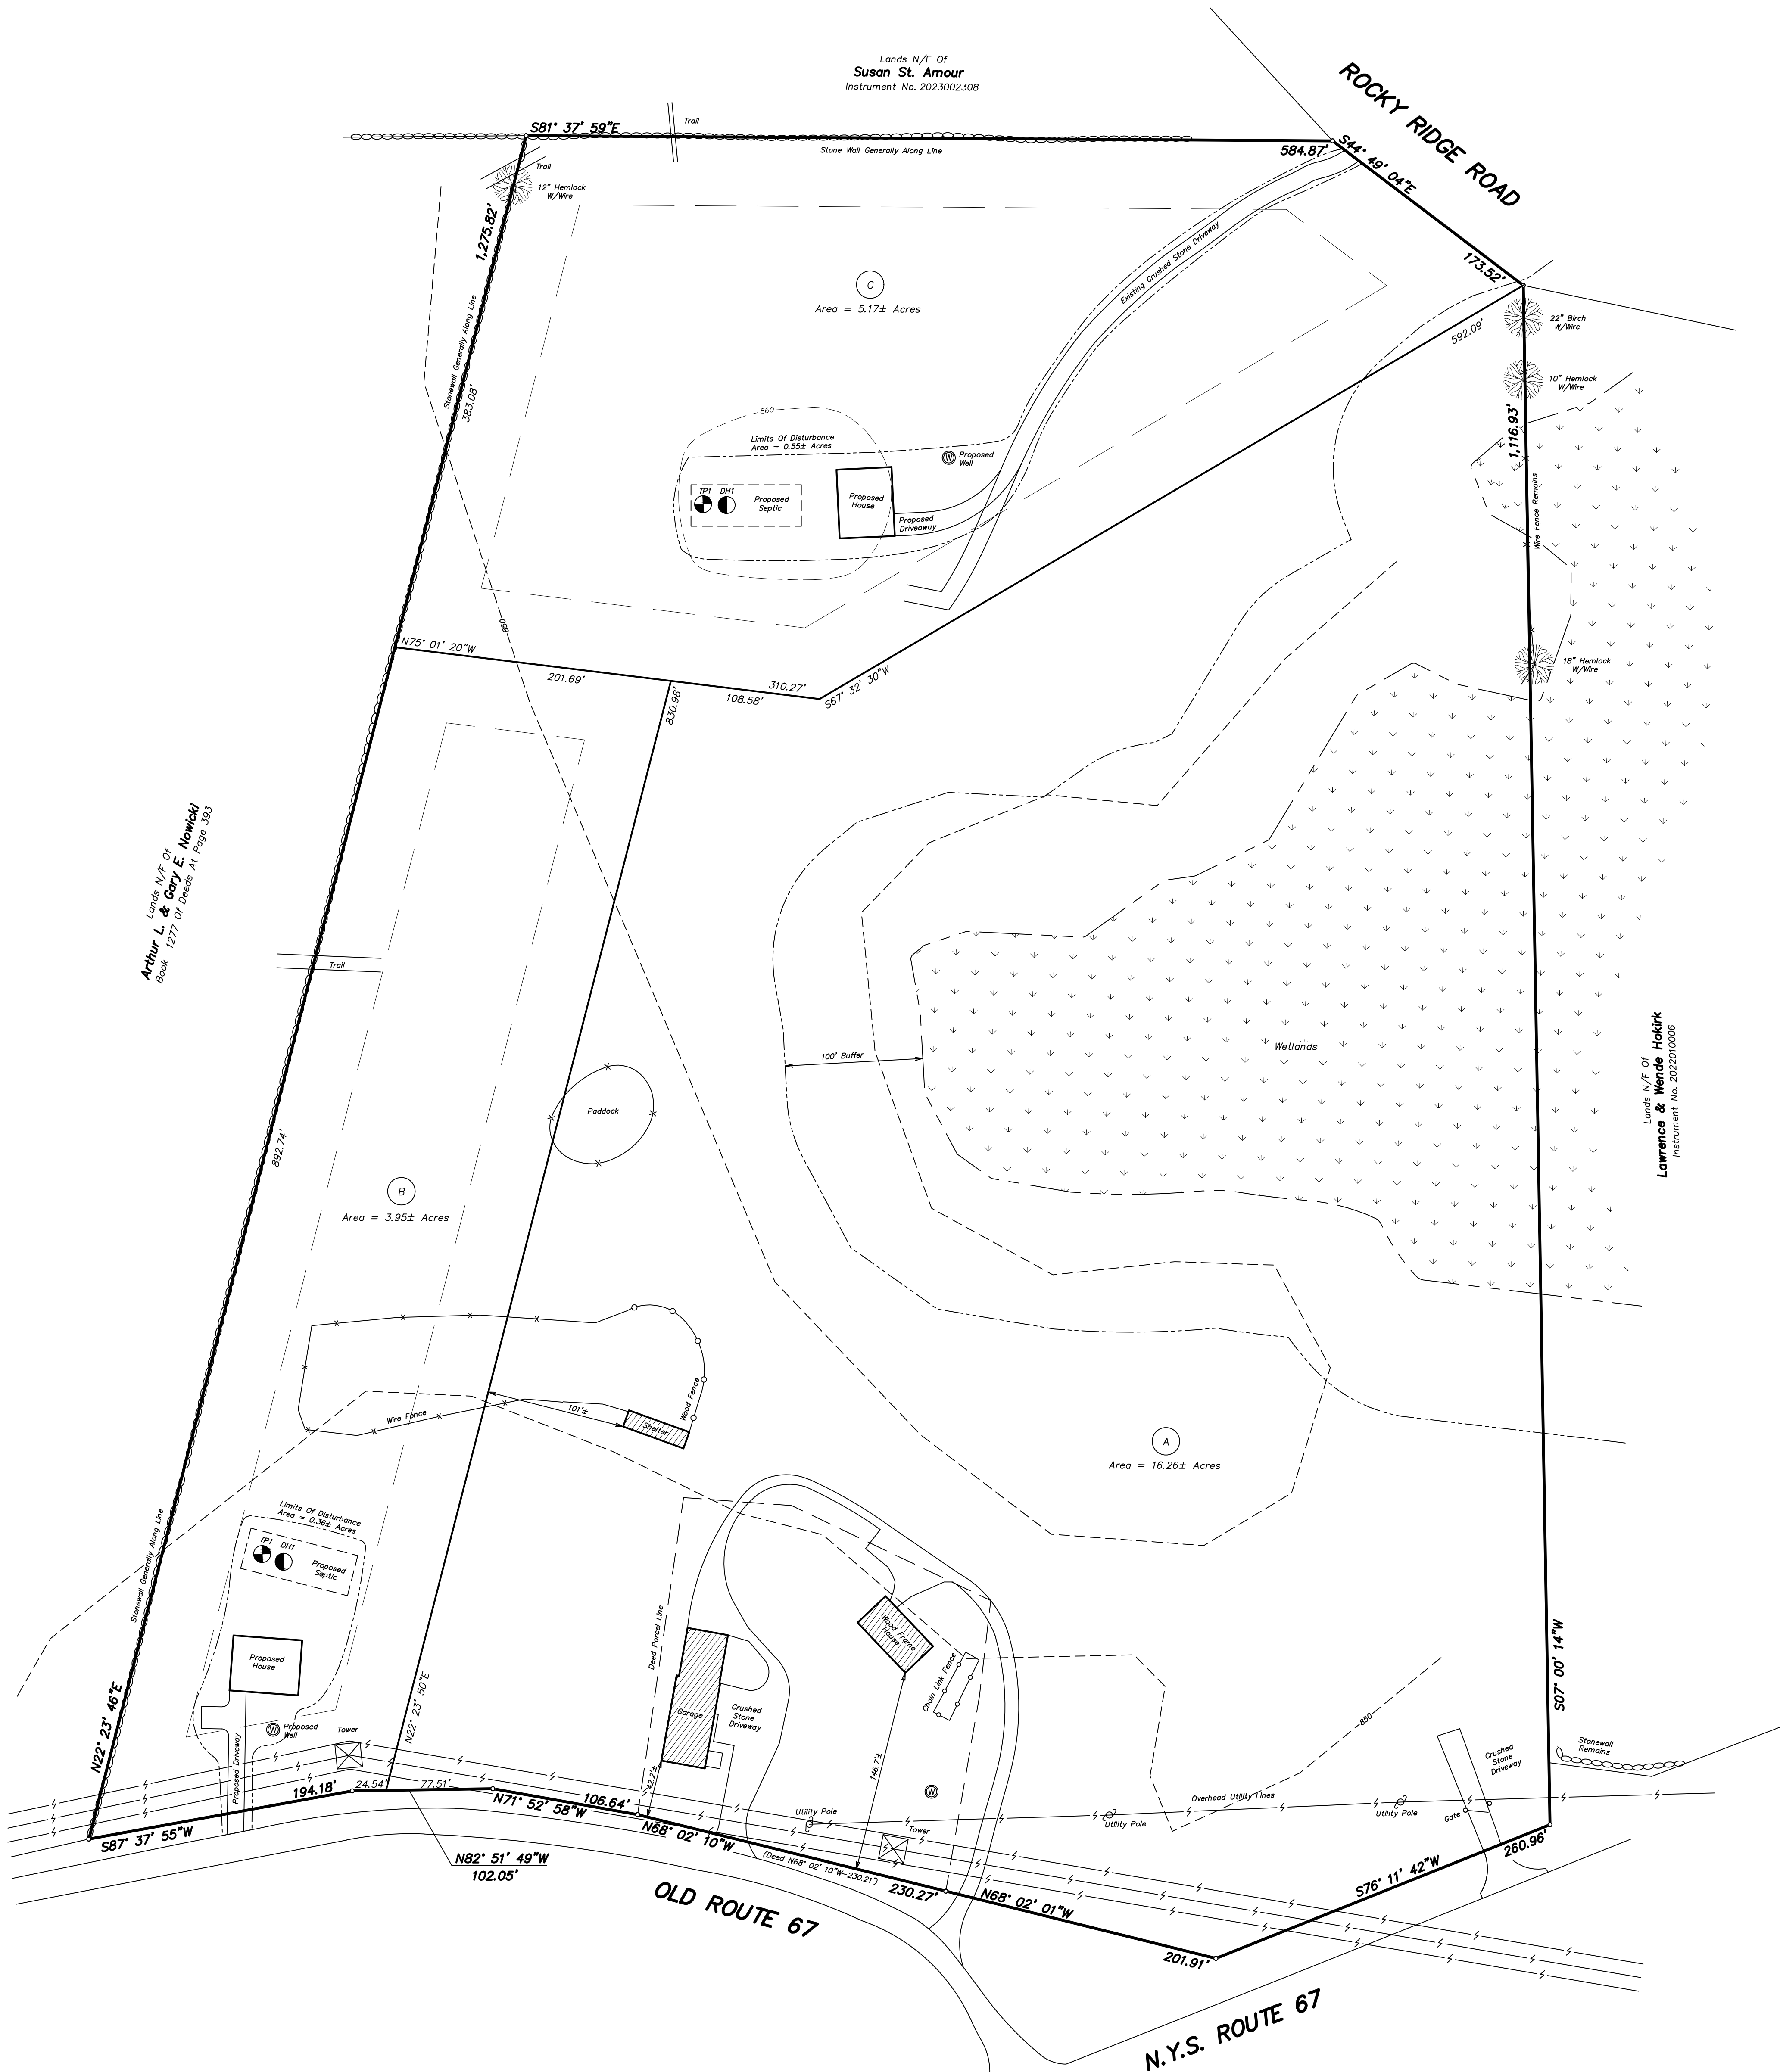 Lands N/F Of
Susan St. Amour
Instrument No. 2023002308
ROCKY RIDGE ROAD
S81° 37' 59"E
Trail
Stone Wall Generally Along Line
584.87'
S44° 49' 04"E
Trail
12" Hemlock
W/Wire
1,275.82'
Stonewall Generally Along Line
383.08'
C
Area = 5.17± Acres
Existing Crushed Stone Driveway
173.52'
592.09'
22" Birch
W/Wire
10" Hemlock
W/Wire
1,116.93'
Wire Fence Remains
18" Hemlock
W/Wire
860
Limits Of Disturbance
Area = 0.55± Acres
Proposed
Well
W
TP1
DH1
Proposed
Septic
Proposed
House
Proposed
Driveaway
850
N75° 01' 20"W
201.69'
830.98'
310.27'
108.58'
S67° 32' 30"W
Lands N/F Of
Arthur L. & Gary E. Nowicki
Book 1277 Of Deeds At Page 393
Trail
100' Buffer
Wetlands
Lands N/F Of
Lawrence & Wende Hokirk
Instrument No. 2022010006
Paddock
892.74'
B
Area = 3.95± Acres
Wire Fence
101'±
Shelter
Wood Fence
A
Area = 16.26± Acres
Stonewall Generally Along Line
Limits Of Disturbance
Area = 0.36± Acres
TP1
DH1
Proposed
Septic
Proposed
House
W
Proposed
Well
Proposed Driveway
Tower
N22° 23' 46"E
N22° 23' 50"E
Deed Parcel Line
Garage
Crushed
Stone
Driveway
Wood Frame
House
Chain Link Fence
42.2'±
146.7'±
W
850
S07° 00' 14"W
Stonewall
Remains
Crushed
Stone
Driveway
Overhead Utility Lines
Utility Pole
Utility Pole
Utility Pole
Gate
Tower
S87° 37' 55"W
194.18'
24.54'
77.51'
N71° 52' 58"W
106.64'
N68° 02' 10"W
(Deed N68° 02' 10"W-230.21')
230.27'
N68° 02' 01"W
201.91'
S76° 11' 42"W
260.96'
N82° 51' 49"W
102.05'
OLD ROUTE 67
N.Y.S. ROUTE 67